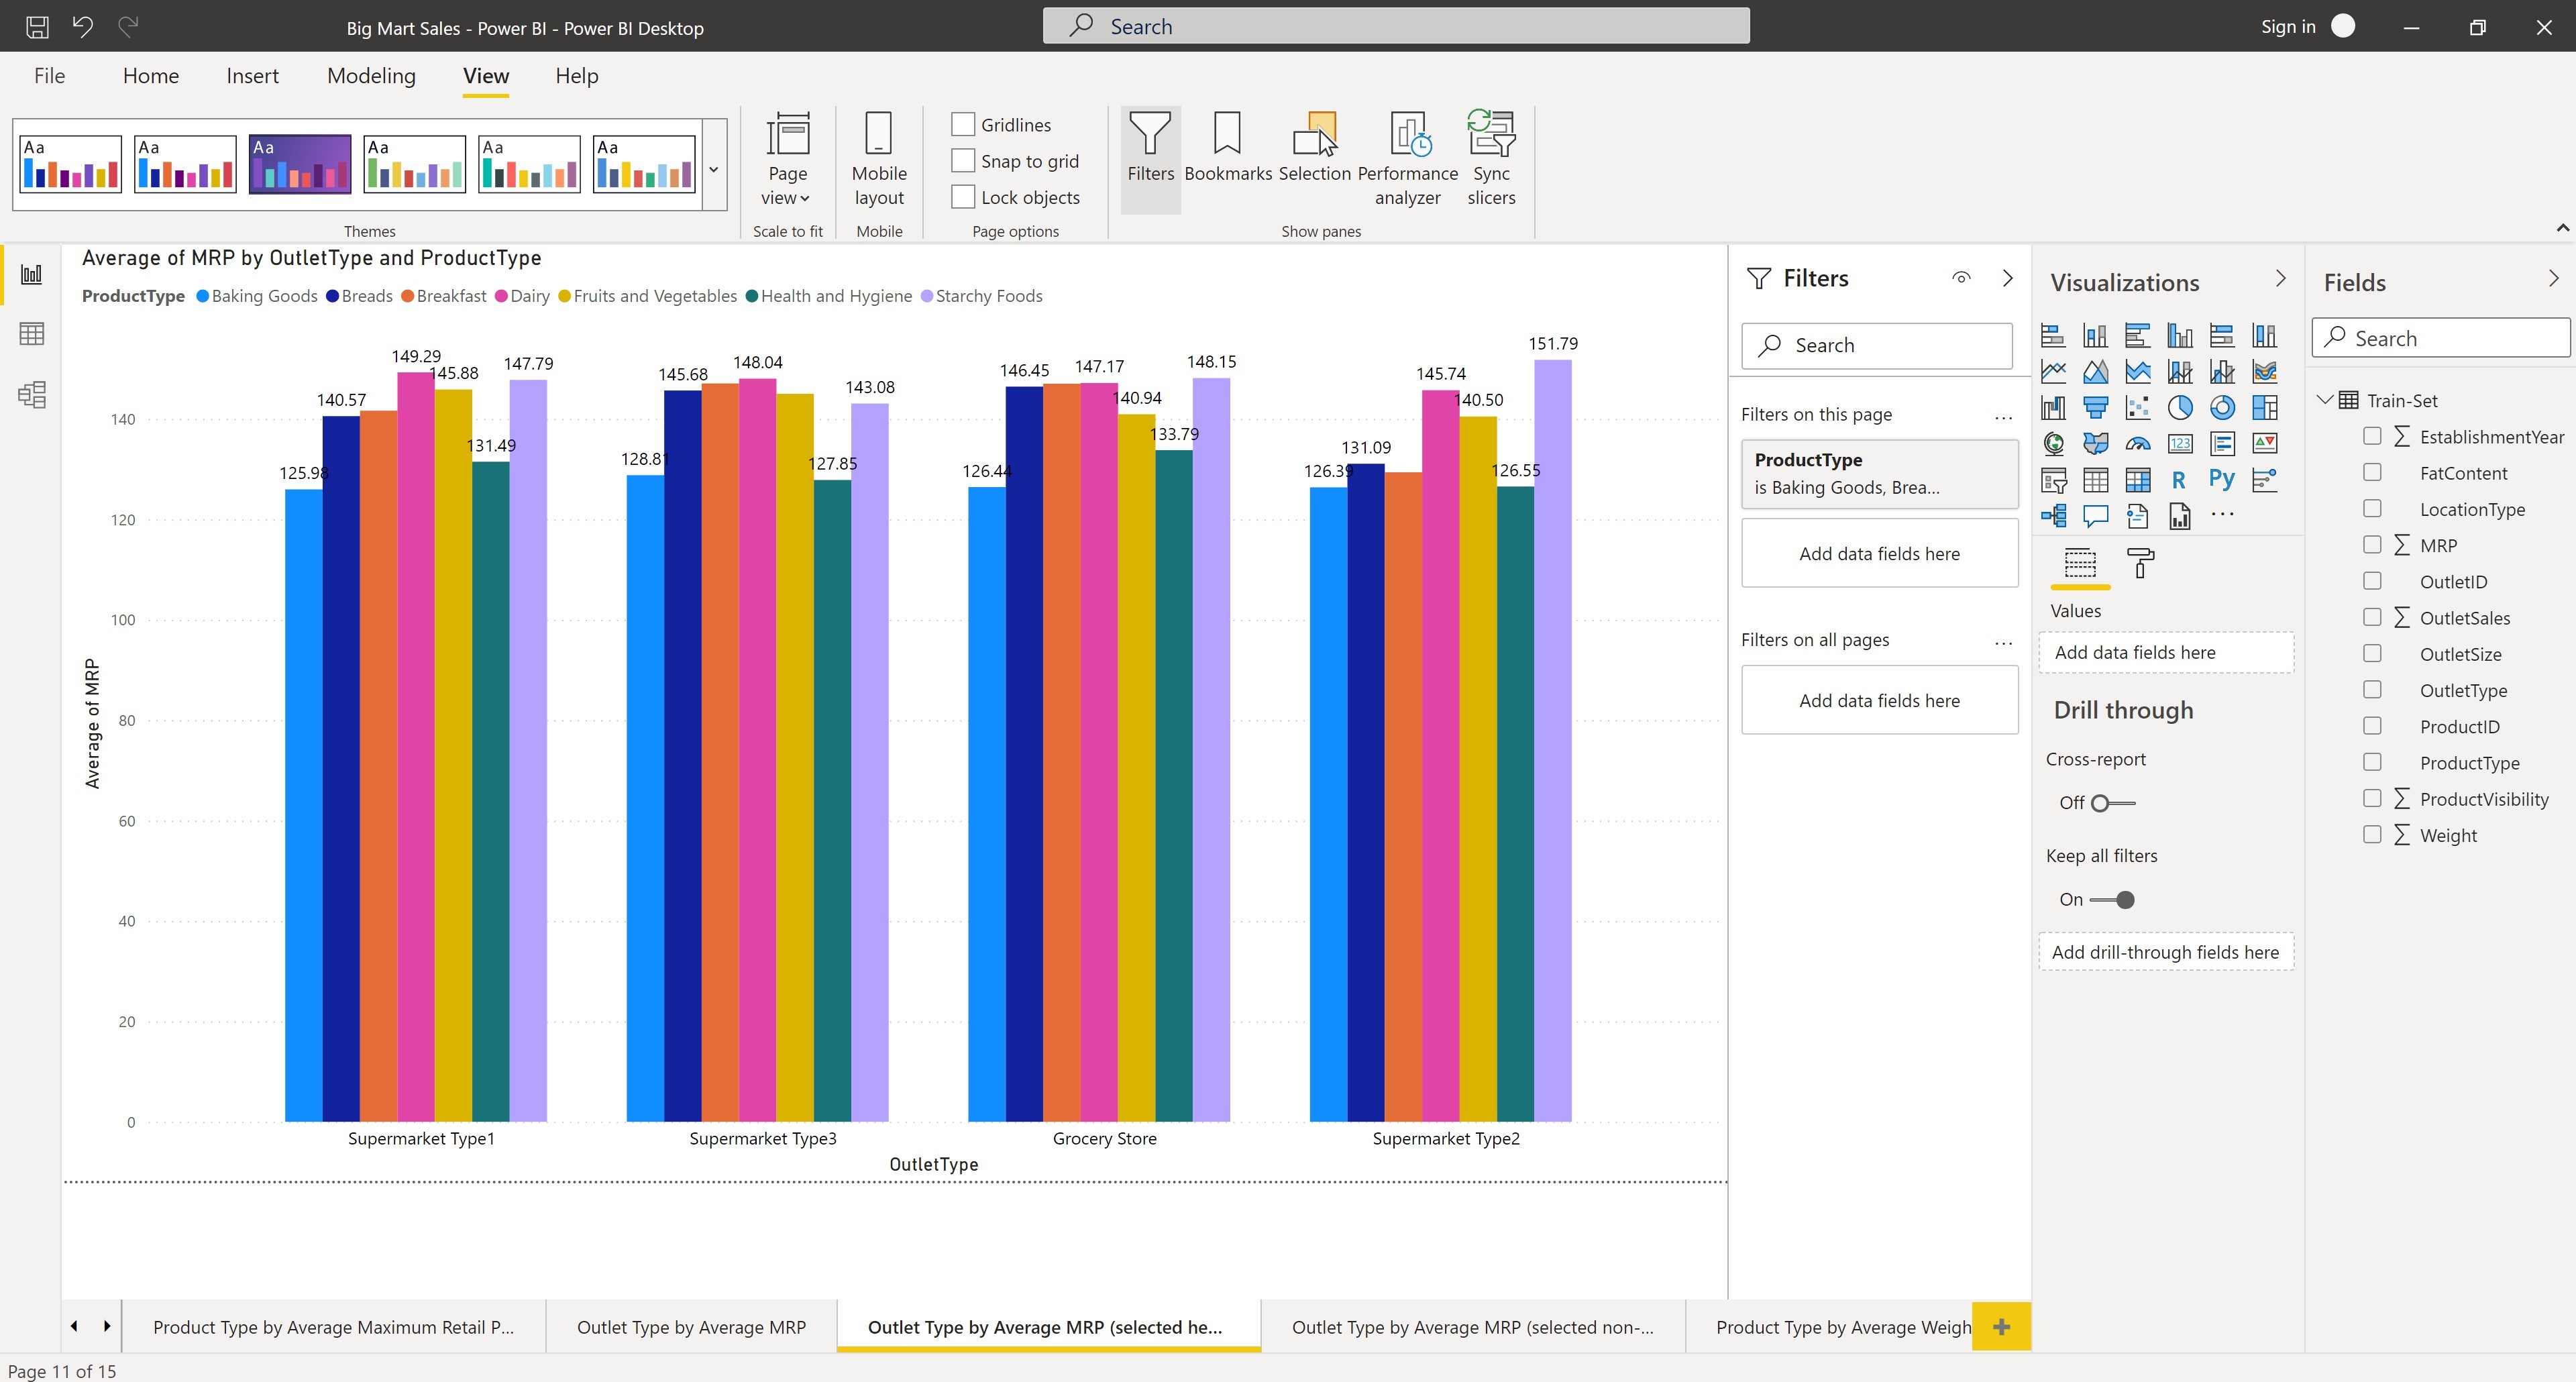 Big Mart Sales - Power BI - Power BI Desktop
Search
Sign in
File Home Insert Modeling View Help
Aa Aa Aa Aa Aa Aa
Themes
Page view
Scale to fit
Mobile layout
Mobile
Gridlines
Snap to grid
Lock objects
Page options
Filters
Bookmarks
Selection
Performance analyzer
Sync slicers
Show panes
Average of MRP by OutletType and ProductType
ProductType Baking Goods Breads Breakfast Dairy Fruits and Vegetables Health and Hygiene Starchy Foods
Average of MRP
140
120
100
80
60
40
20
0
125.98 140.57 149.29 145.88 131.49 147.79
128.81 145.68 148.04 127.85 143.08
126.44 146.45 147.17 140.94 133.79 148.15
126.39 131.09 145.74 140.50 126.55 151.79
Supermarket Type1 Supermarket Type3 Grocery Store Supermarket Type2
OutletType
Filters
Search
Filters on this page ...
ProductType
is Baking Goods, Brea...
Add data fields here
Filters on all pages ...
Add data fields here
Visualizations
123
R Py
...
Values
Add data fields here
Drill through
Cross-report
Off
Keep all filters
On
Add drill-through fields here
Fields
Search
Train-Set
∑ EstablishmentYear
FatContent
LocationType
∑ MRP
OutletID
∑ OutletSales
OutletSize
OutletType
ProductID
ProductType
∑ ProductVisibility
∑ Weight
Product Type by Average Maximum Retail P...
Outlet Type by Average MRP
Outlet Type by Average MRP (selected he...
Outlet Type by Average MRP (selected non-...
Product Type by Average Weigh
Page 11 of 15